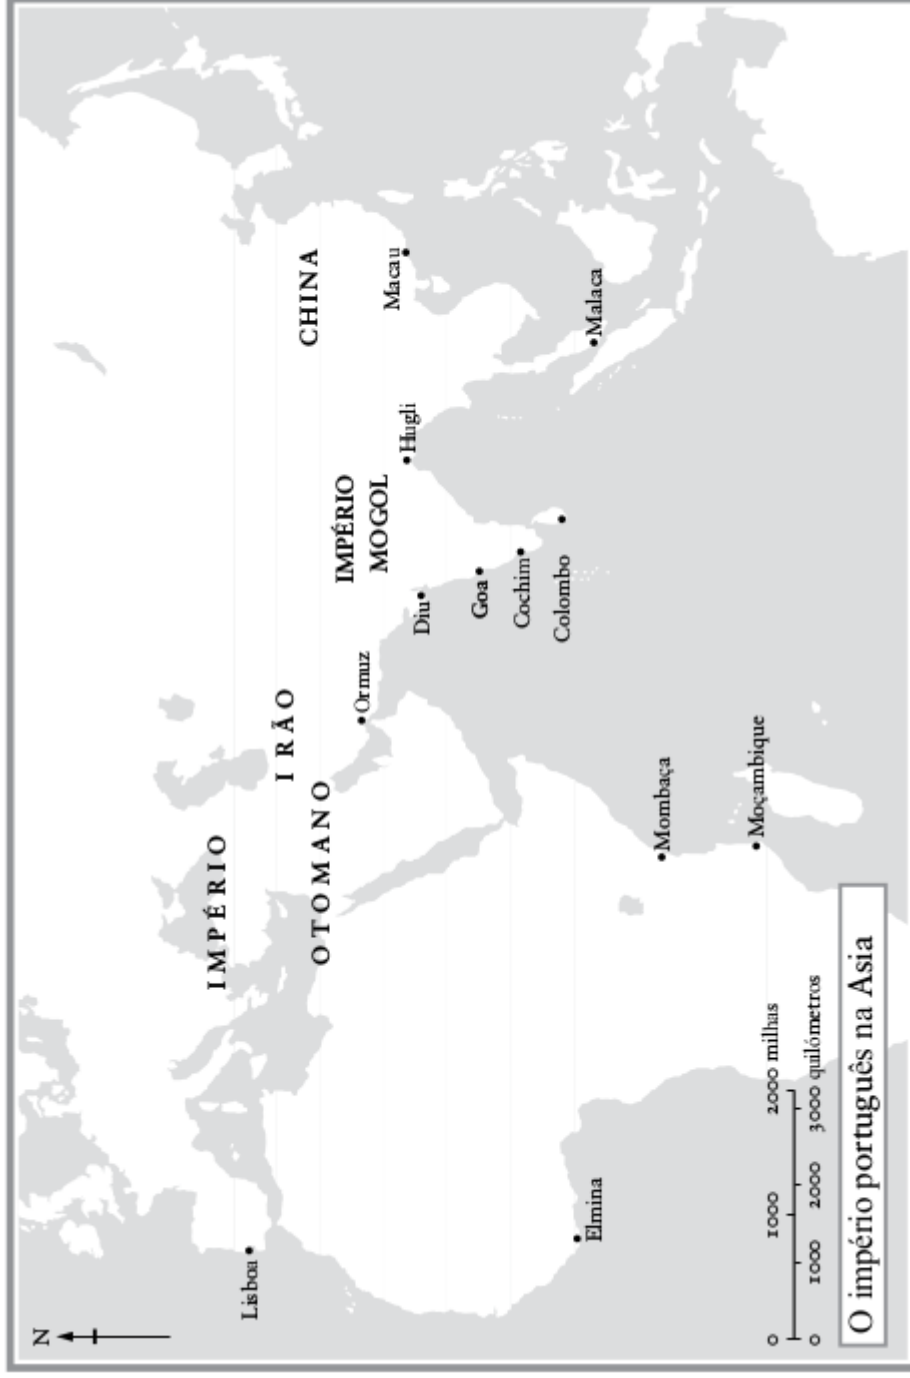 N
IMPÉRIO
OTOMANO
IRÃO
IMPÉRIO
MOGOL
CHINA
Lisboa
Ormuz
Diu
Hugli
Macau
Goa
Cochim
Colombo
Malaca
Elmina
Mombaça
Moçambique
0 1000 2000 milhas
0 1000 2000 3000 quilómetros
O império português na Asia